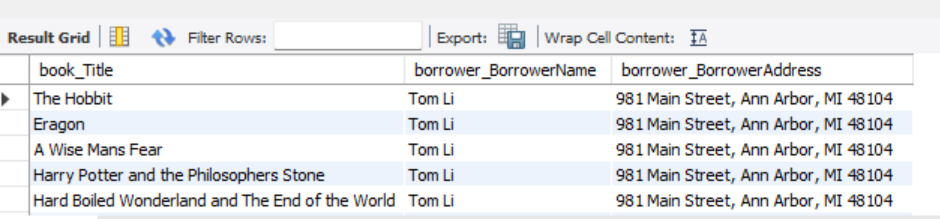 Result Grid Filter Rows: Export: Wrap Cell Content:
book_Title borrower_BorrowerName borrower_BorrowerAddress
The Hobbit Tom Li 981 Main Street, Ann Arbor, MI 48104
Eragon Tom Li 981 Main Street, Ann Arbor, MI 48104
A Wise Mans Fear Tom Li 981 Main Street, Ann Arbor, MI 48104
Harry Potter and the Philosophers Stone Tom Li 981 Main Street, Ann Arbor, MI 48104
Hard Boiled Wonderland and The End of the World Tom Li 981 Main Street, Ann Arbor, MI 48104